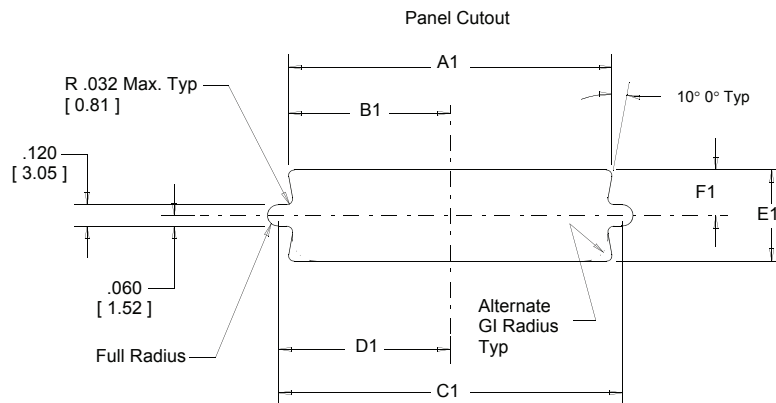 Panel Cutout
A1
R .032 Max. Typ
[ 0.81]
10° 0° Typ
B1
.120
[ 3.05]
F1
E1
.060
[ 1.52 ]
Alternate
GI Radius
Typ
Full Radius
D1
C1